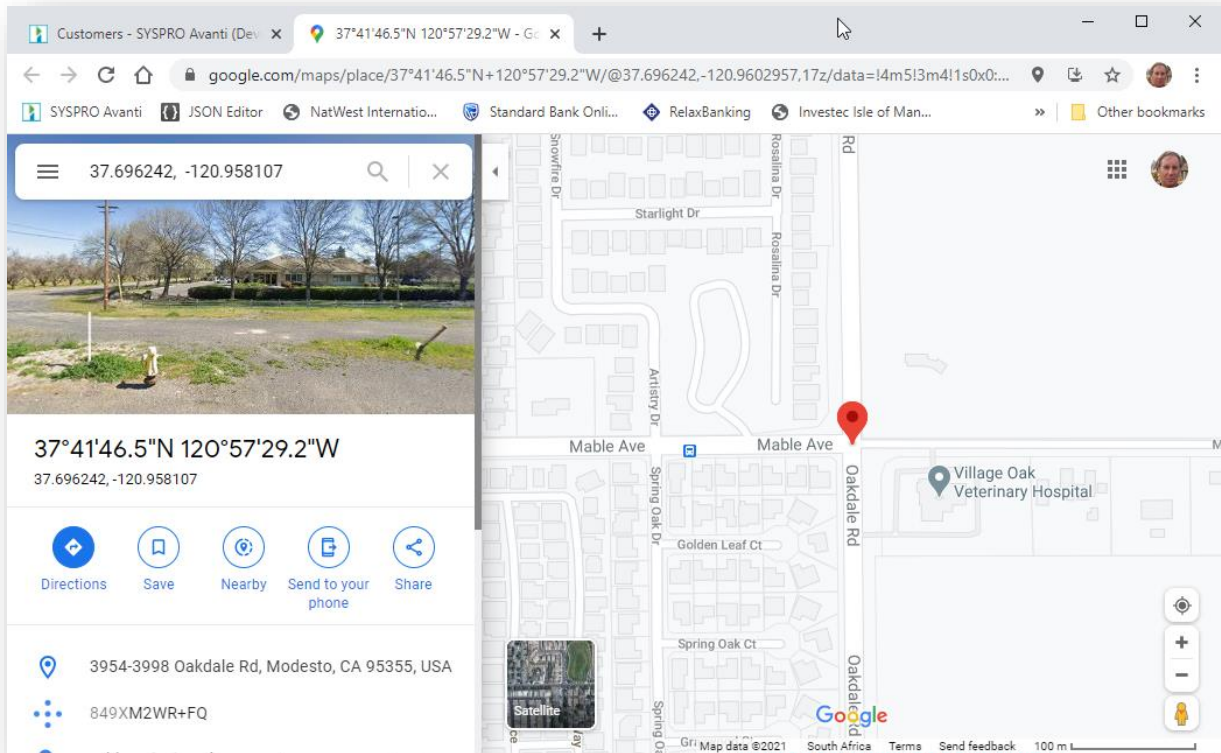 Customers - SYSPRO Avanti (Dev
37°41'46.5"N 120°57'29.2"W - Go
google.com/maps/place/37°41'46.5"N+120°57'29.2"W/@37.696242,-120.9602957,17z/data=!4m5!3m4!1s0x0:...
SYSPRO Avanti JSON Editor NatWest Internatio... Standard Bank Onli... RelaxBanking Investec Isle of Man... » Other bookmarks
37.696242, -120.958107
37°41'46.5"N 120°57'29.2"W
37.696242, -120.958107
Directions
Save
Nearby
Send to your
phone
Share
3954-3998 Oakdale Rd, Modesto, CA 95355, USA
849XM2WR+FQ
Snowfire Dr
Rosalina Dr
Rd
Starlight Dr
Rosalina Dr
Artistry Dr
Mable Ave
Mable Ave
Village Oak
Veterinary Hospital
Spring Oak Dr
Oakdale Rd
Golden Leaf Ct
Spring Oak Ct
Oakdale Rd
Satellite
Spring
Google
Map data ©2021 South Africa Terms Send feedback 100 m